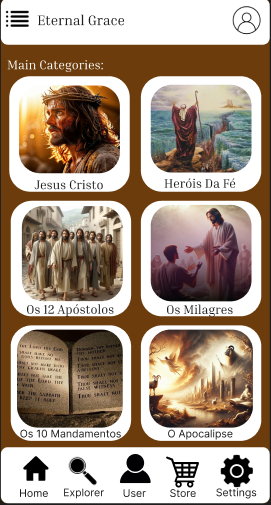 Eternal Grace
Main Categories:
Jesus Cristo
Heróis Da Fé
Os 12 Apóstolos
Os Milagres
Os 10 Mandamentos
O Apocalipse
Home
Explorer
User
Store
Settings